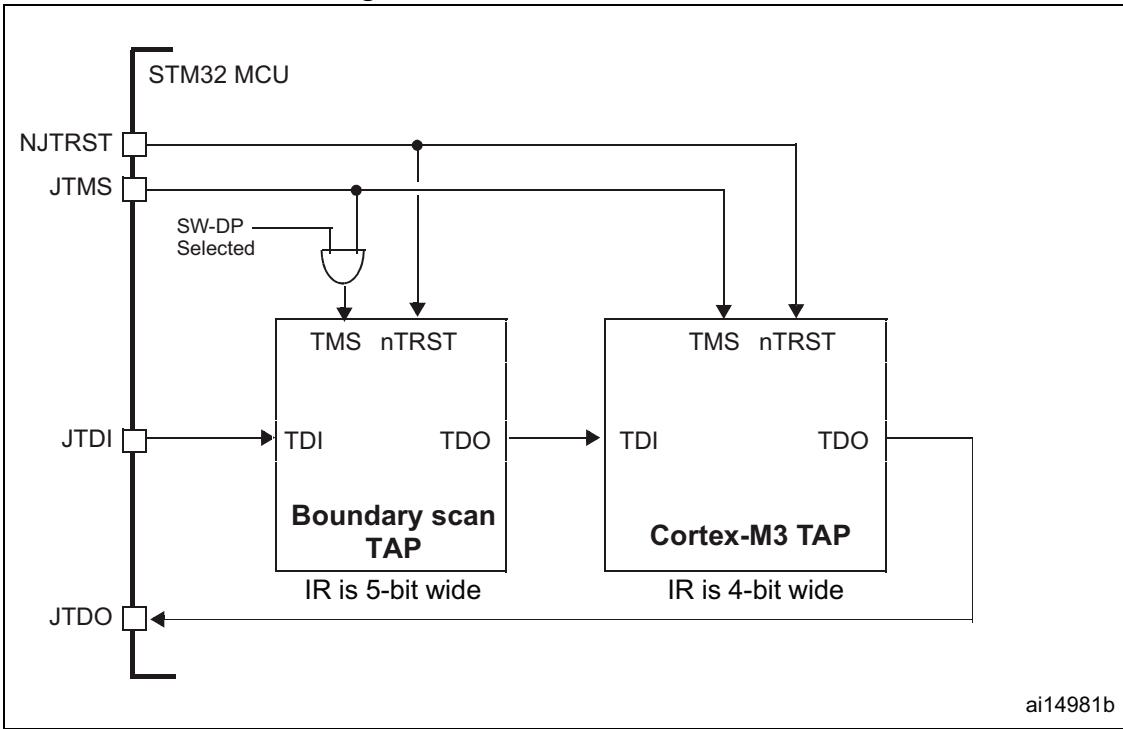 STM32 MCU
NJTRST
JTMS
SW-DP
Selected
TMS nTRST
TMS nTRST
JTDI
TDI
TDO
TDI
TDO
Boundary scan
TAP
Cortex-M3 TAP
IR is 5-bit wide
IR is 4-bit wide
JTDO
ai14981b